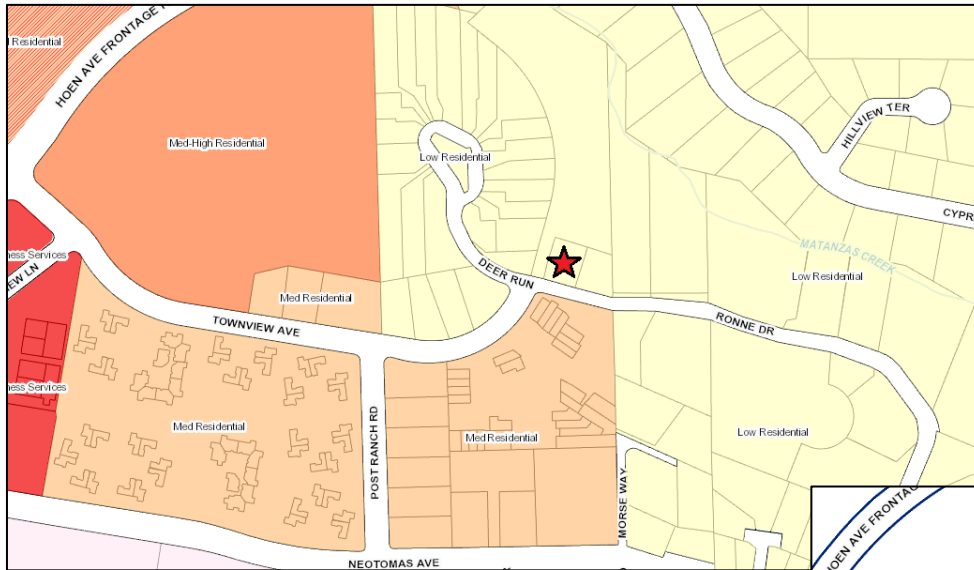 HOEN AVE FRONTAGE
Residential
Med-High Residential
HILLVIEW TER
Low Residential
CYPR
MATANZAS CREEK
ness Services
EW LN
DEER RUN
Low Residential
Med Residential
TOWNVIEW AVE
RONNE DR
ness Services
Med Residential
POST RANCH RD
Med Residential
Low Residential
MORSE WAY
HOEN AVE FRONTAG
NEOTOMAS AVE